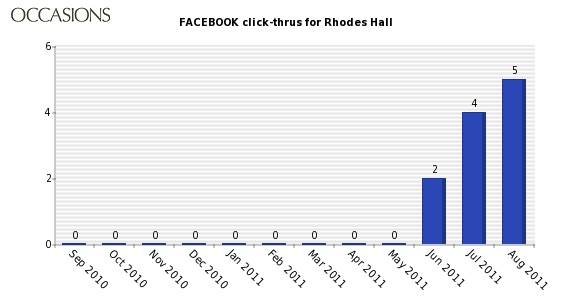 OCCASIONS
FACEBOOK click-thrus for Rhodes Hall
6
4
2
0
0 0 0 0 0 0 0 0 0 2 4 5
Sep 2010 Oct 2010 Nov 2010 Dec 2010 Jan 2011 Feb 2011 Mar 2011 Apr 2011 May 2011 Jun 2011 Jul 2011 Aug 2011